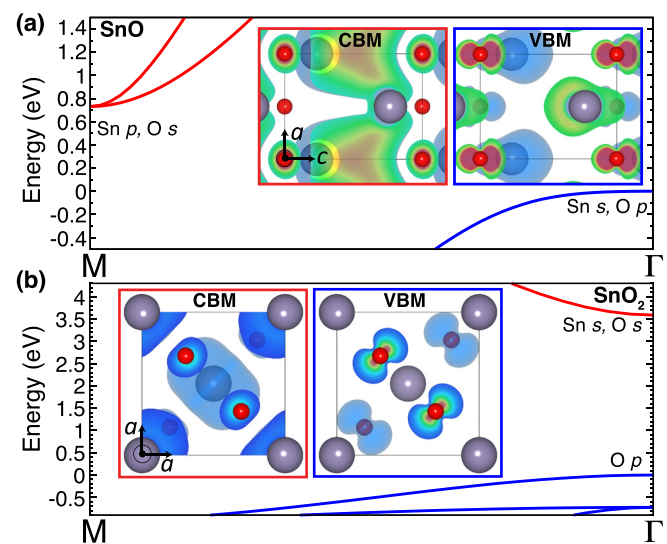 (a)
SnO
CBM
VBM
Energy (eV)
1.4
1.2
1
0.8
0.6
0.4
0.2
0
-0.2
-0.4
Sn p, O s
a
c
Sn s, O p
M
Γ
(b)
CBM
VBM
SnO₂
Energy (eV)
4
3.5
3
2.5
2
1.5
1
0.5
0
-0.5
Sn s, O s
a
a
O p
M
Γ